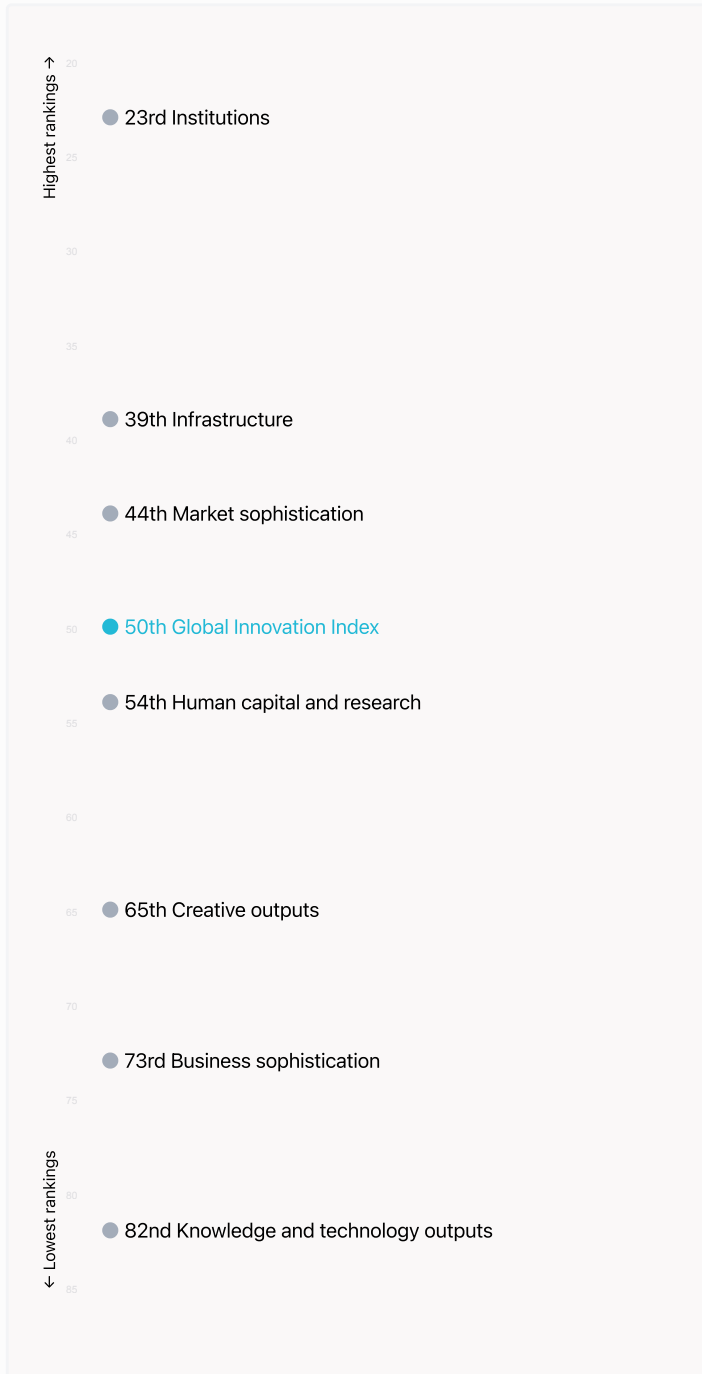 Highest rankings →
20
23rd Institutions
25
30
35
39th Infrastructure
40
44th Market sophistication
45
50th Global Innovation Index
50
54th Human capital and research
55
60
65th Creative outputs
65
70
73rd Business sophistication
75
← Lowest rankings
80
82nd Knowledge and technology outputs
85